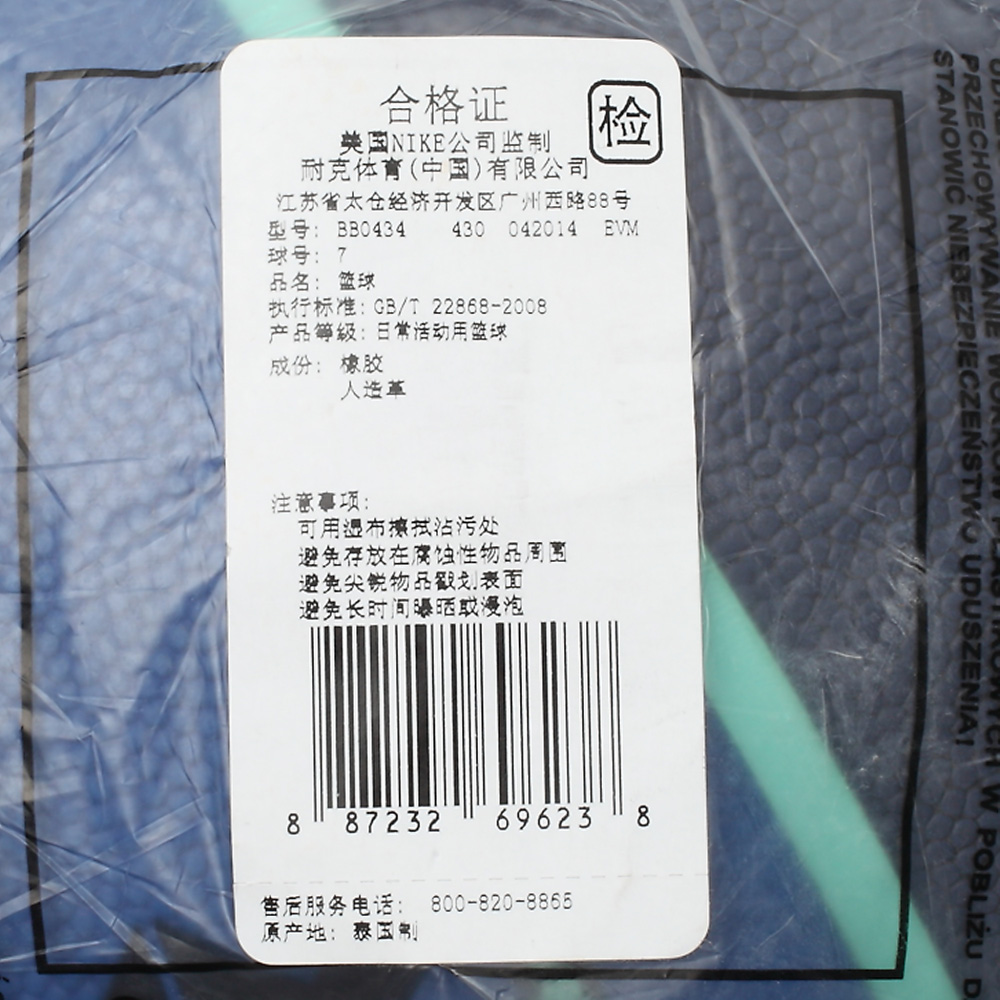 合格证
检
美国NIKE公司监制
耐克体育(中国)有限公司
江苏省太仓经济开发区广州西路88号
型号: BB0434 430 042014 EVM
球号: 7
品名: 篮球
执行标准: GB/T 22868-2008
产品等级: 日常活动用篮球
成份: 橡胶
人造革
注意事项:
可用湿布擦拭沾污处
避免存放在腐蚀性物品周围
避免尖锐物品戳划表面
避免长时间曝晒或浸泡
8 87232 69623 8
售后服务电话: 800-820-8865
原产地: 泰国制
PRZECHOWYWANIE WORKÓW PLASTIKOWYCH W POBLIŻU D
STANOWIĆ NIEBEZPIECZEŃSTWO UDUSZENIA!